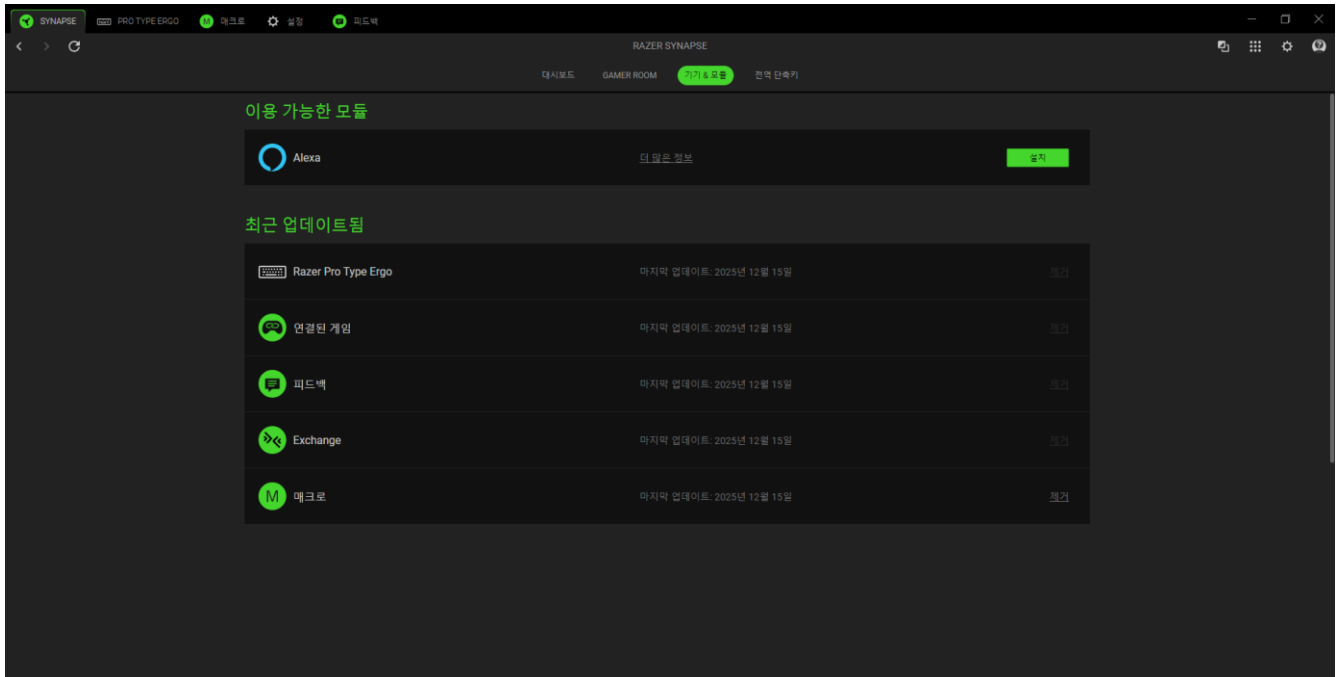 SYNAPSE PRO TYPE ERGO M 매크로 설정 피드백
RAZER SYNAPSE
대시보드 GAMER ROOM 기기 & 모듈 전역 단축키
이용 가능한 모듈
Alexa 더 많은 정보 설치
최근 업데이트됨
Razer Pro Type Ergo 마지막 업데이트: 2025년 12월 15일 제거
연결된 게임 마지막 업데이트: 2025년 12월 15일 제거
피드백 마지막 업데이트: 2025년 12월 15일 제거
Exchange 마지막 업데이트: 2025년 12월 15일 제거
M 매크로 마지막 업데이트: 2025년 12월 15일 제거